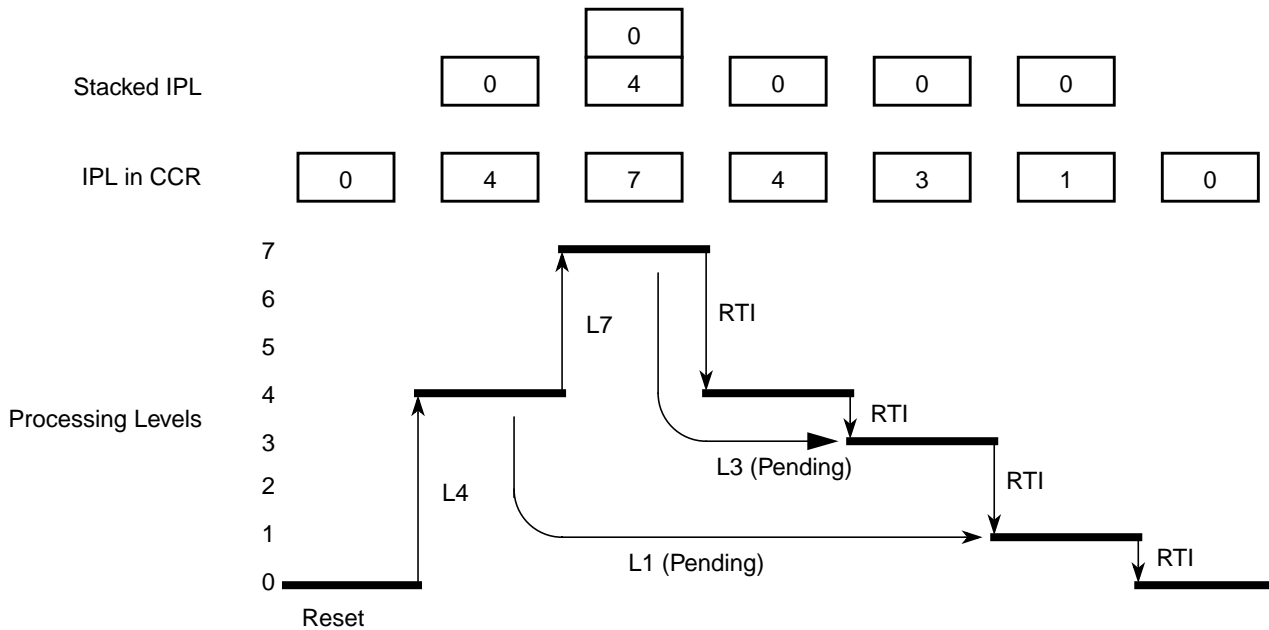 0
Stacked IPL 0 4 0 0 0
IPL in CCR 0 4 7 4 3 1 0
7
6
RTI
L7
5
4
Processing Levels
RTI
3
L3 (Pending)
RTI
2
L4
1
L1 (Pending)
RTI
0
Reset